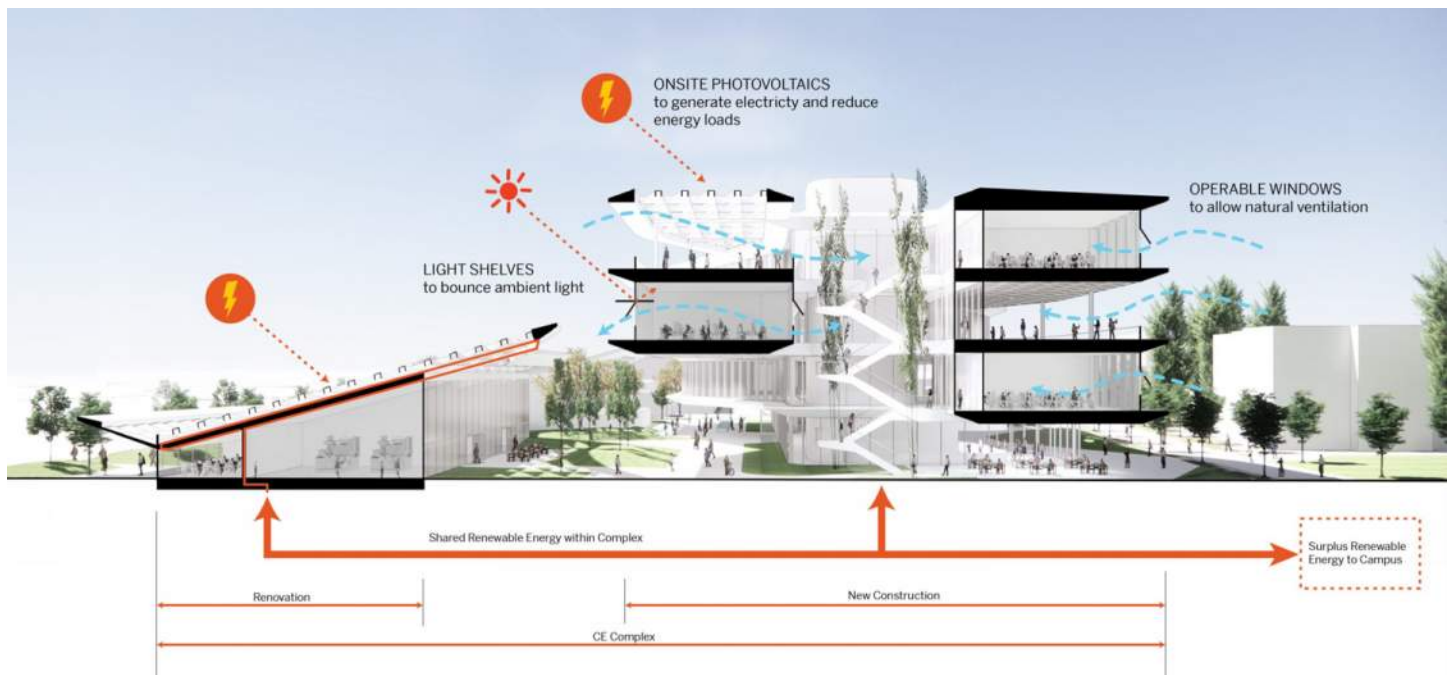 ONSITE PHOTOVOLTAICS
to generate electricty and reduce
energy loads
OPERABLE WINDOWS
to allow natural ventilation
LIGHT SHELVES
to bounce ambient light
Shared Renewable Energy within Complex
Surplus Renewable
Energy to Campus
Renovation
New Construction
CE Complex